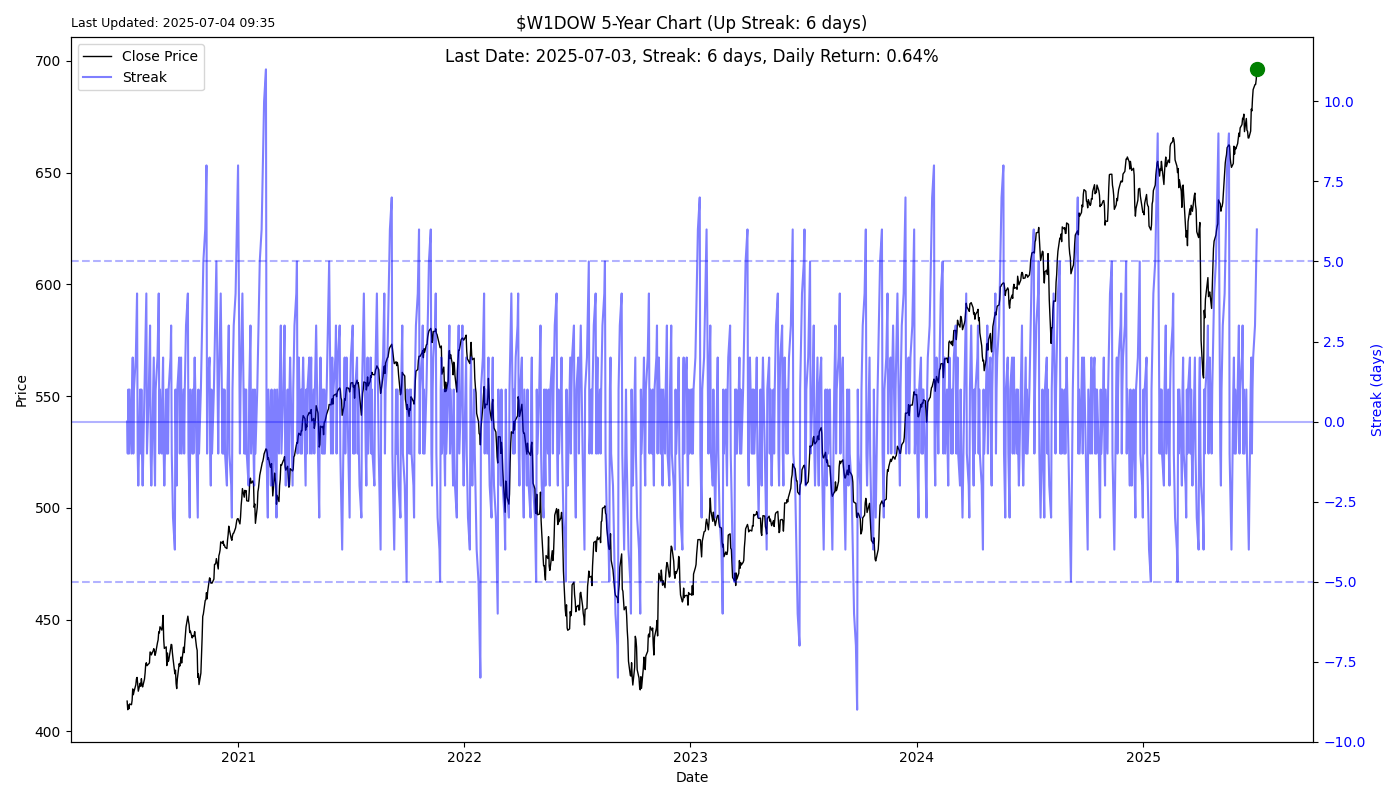 Last Updated: 2025-07-04 09:35
$W1DOW 5-Year Chart (Up Streak: 6 days)
Last Date: 2025-07-03, Streak: 6 days, Daily Return: 0.64%
Close Price
Streak
700
650
600
550
500
450
400
Price
10.0
7.5
5.0
2.5
0.0
−2.5
−5.0
−7.5
−10.0
Streak (days)
2021 2022 2023 2024 2025
Date